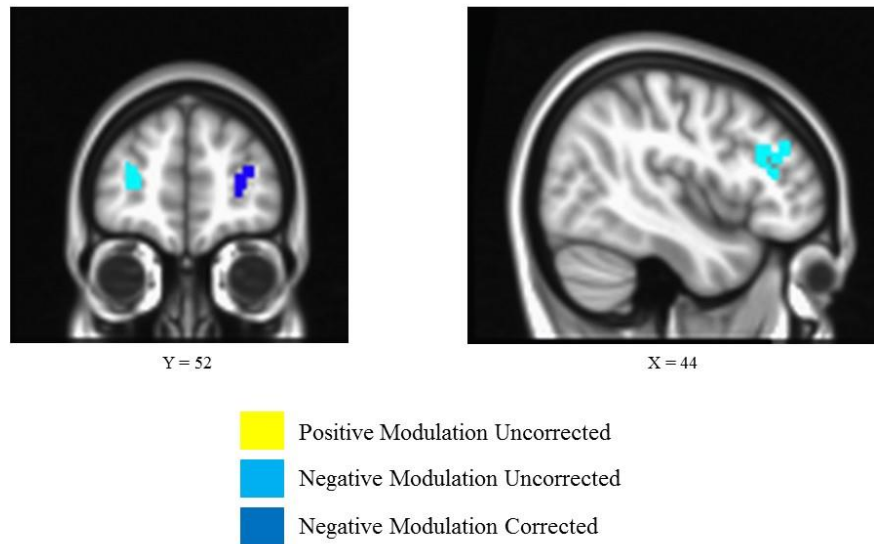 Y = 52
X = 44
Positive Modulation Uncorrected
Negative Modulation Uncorrected
Negative Modulation Corrected